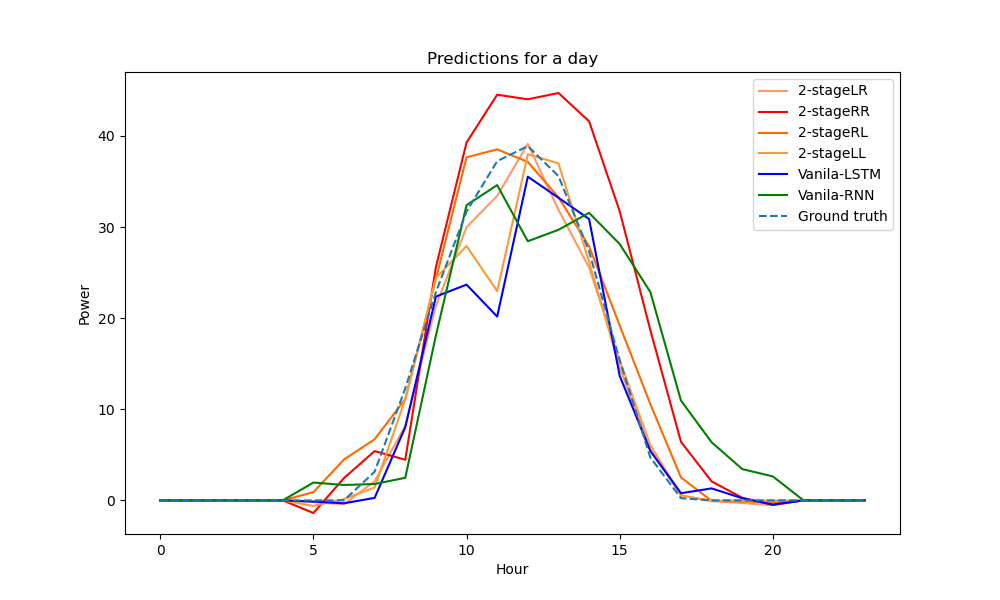 Predictions for a day
2-stageLR
2-stageRR
2-stageRL
2-stageLL
Vanila-LSTM
Vanila-RNN
Ground truth
Power
40
30
20
10
0
0 5 10 15 20
Hour